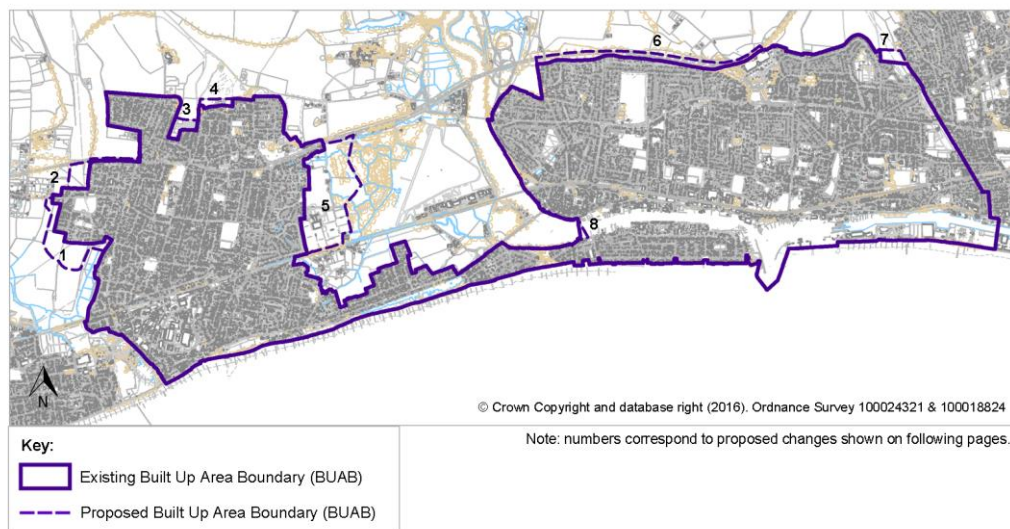 6
7
4
3
2
5
8
1
N
© Crown Copyright and database right (2016). Ordnance Survey 100024321 & 100018824
Key:
Note: numbers correspond to proposed changes shown on following pages.
Existing Built Up Area Boundary (BUAB)
Proposed Built Up Area Boundary (BUAB)